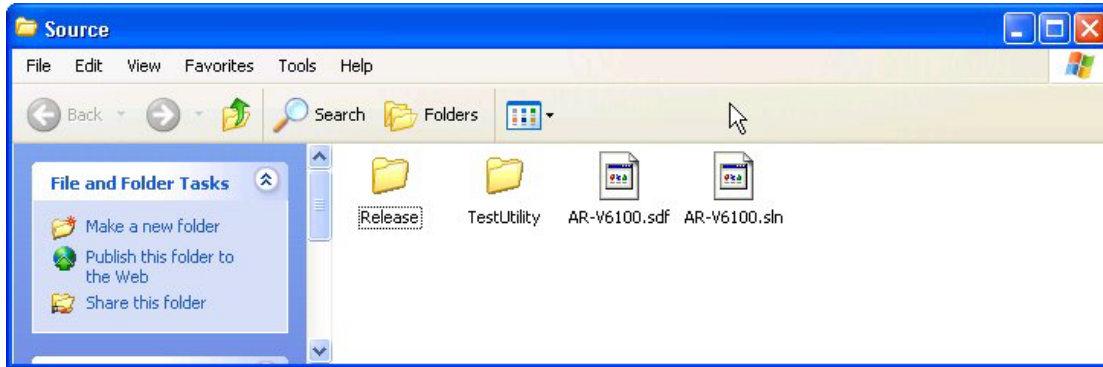 Source
File Edit View Favorites Tools Help
Back Search Folders
File and Folder Tasks
Make a new folder
Publish this folder to
the Web
Share this folder
Release TestUtility AR-V6100.sdf AR-V6100.sln